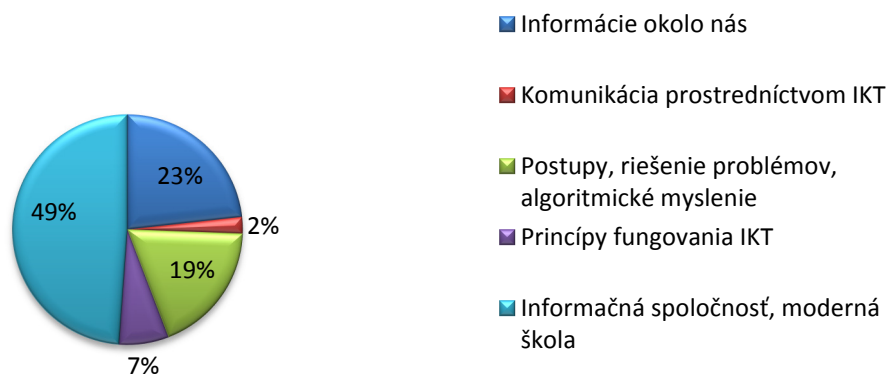 Informácie okolo nás
Komunikácia prostredníctvom IKT
Postupy, riešenie problémov,
algoritmické myslenie
Princípy fungovania IKT
Informačná spoločnosť, moderná
škola
23%
2%
19%
7%
49%